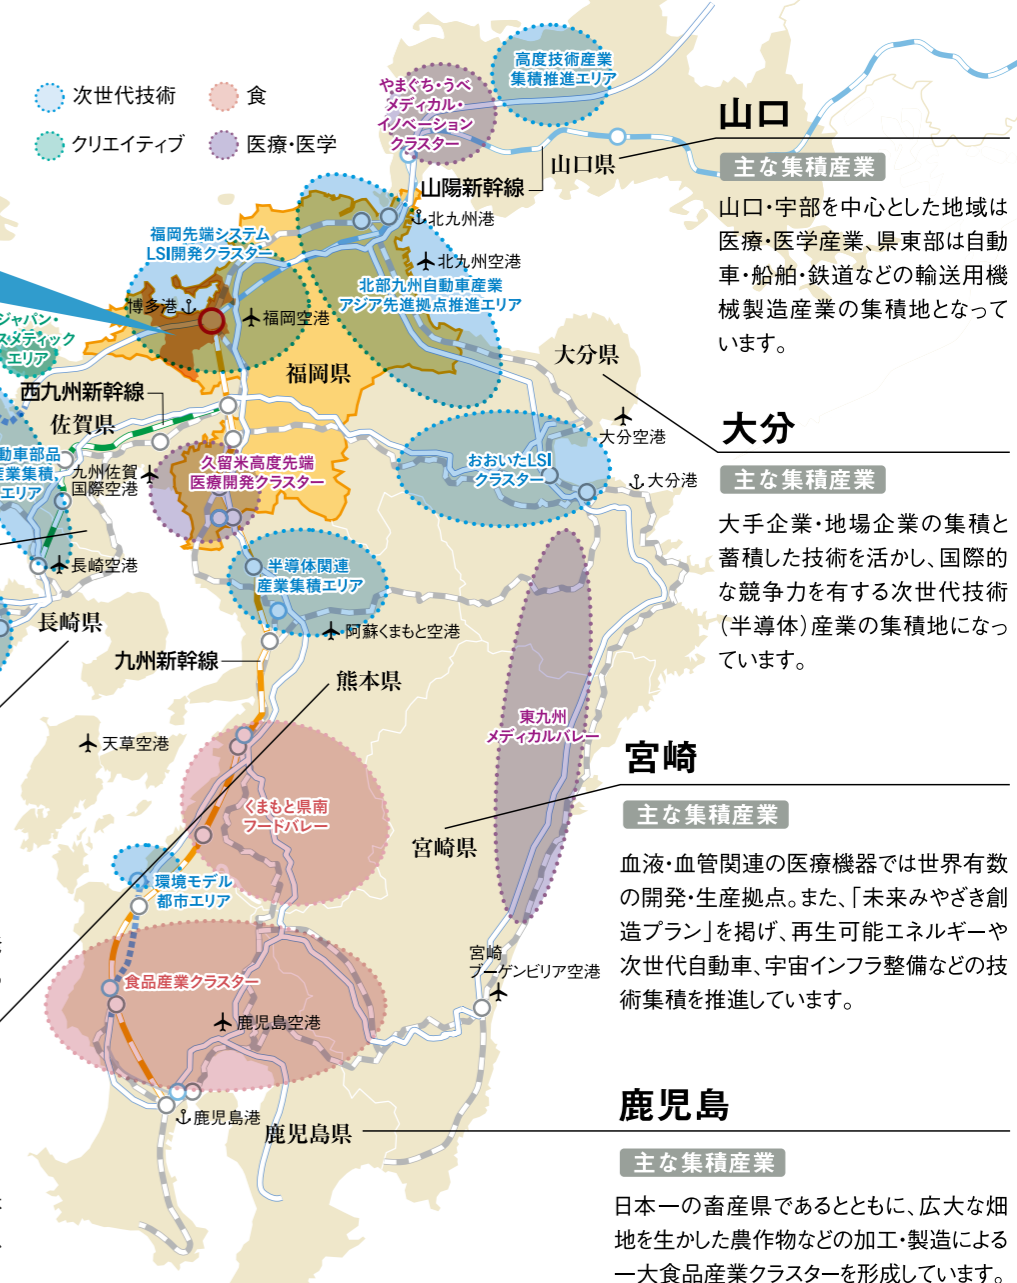 次世代技術
食
クリエイティブ
医療・医学
高度技術産業
集積推進エリア
やまぐち・うべ
メディカル・
イノベーション
クラスター
山口県
山陽新幹線
北九州港
北九州空港
福岡先端システム
LSI開発クラスター
北部九州自動車産業
アジア先進拠点推進エリア
博多港
福岡空港
ジャパン・
スメティック
エリア
福岡県
大分県
西九州新幹線
佐賀県
大分空港
動車部品
産業集積
エリア
九州佐賀
国際空港
久留米高度先端
医療開発クラスター
おおいたLSI
クラスター
大分港
長崎空港
半導体関連
産業集積エリア
長崎県
阿蘇くまもと空港
九州新幹線
熊本県
天草空港
東九州
メディカルバレー
くまもと県南
フードバレー
宮崎県
環境モデル
都市エリア
宮崎
ブーゲンビリア空港
食品産業クラスター
鹿児島空港
鹿児島港
鹿児島県
山口
主な集積産業
山口・宇部を中心とした地域は
医療・医学産業、県東部は自動
車・船舶・鉄道などの輸送用機
械製造産業の集積地となって
います。
大分
主な集積産業
大手企業・地場企業の集積と
蓄積した技術を活かし、国際的
な競争力を有する次世代技術
（半導体）産業の集積地になっ
ています。
宮崎
主な集積産業
血液・血管関連の医療機器では世界有数
の開発・生産拠点。また、「未来みやざき創
造プラン」を掲げ、再生可能エネルギーや
次世代自動車、宇宙インフラ整備などの技
術集積を推進しています。
鹿児島
主な集積産業
日本一の畜産県であるとともに、広大な畑
地を生かした農作物などの加工・製造による
一大食品産業クラスターを形成しています。